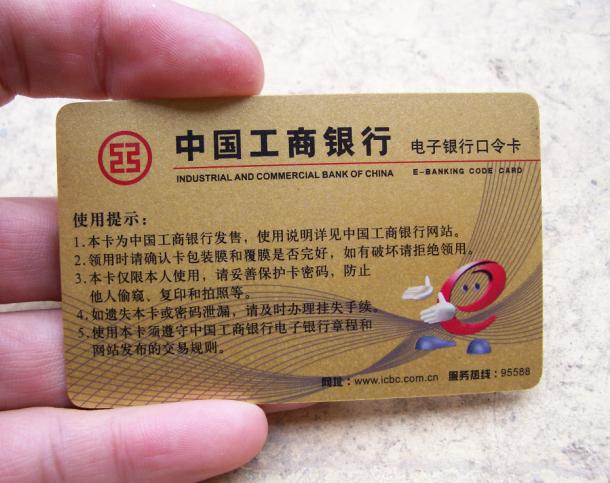 中国工商银行 电子银行口令卡
INDUSTRIAL AND COMMERCIAL BANK OF CHINA E-BANKING CODE CARD
使用提示：
1.本卡为中国工商银行发售，使用说明详见中国工商银行网站。
2.领用时请确认卡包装膜和覆膜是否完好，如有破坏请拒绝领用。
3.本卡仅限本人使用，请妥善保护卡密码，防止
他人偷窥、复印和拍照等。
4.如遗失本卡或密码泄漏，请及时办理挂失手续。
5.使用本卡须遵守中国工商银行电子银行章程和
网站发布的交易规则。
网址：www.icbc.com.cn 服务热线：95588